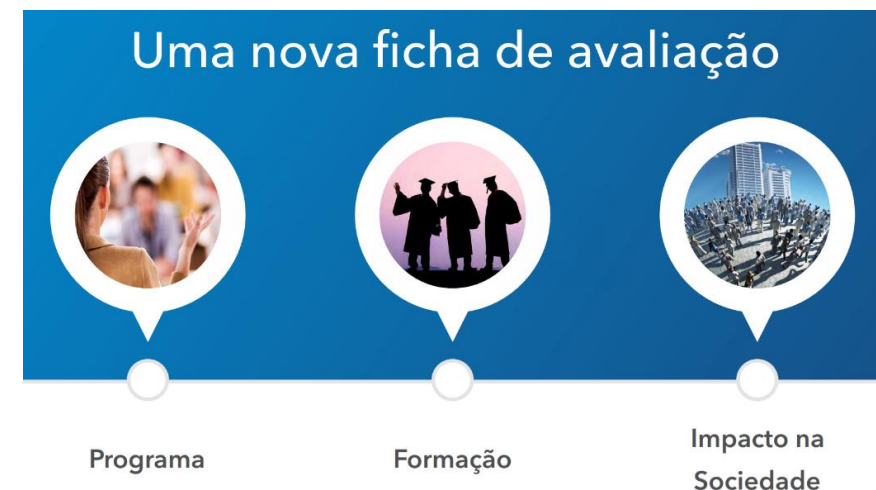 Uma nova ficha de avaliação
Programa
Formação
Impacto na
Sociedade